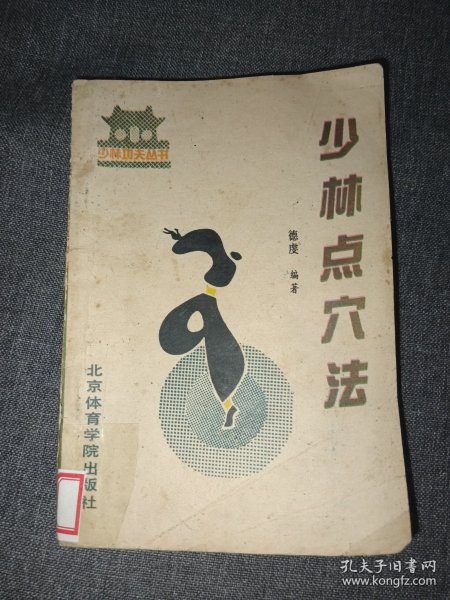 少林功夫丛书
少林点穴法
德虔 编著
北京体育学院出版社
孔夫子旧书网
www.kongfz.com